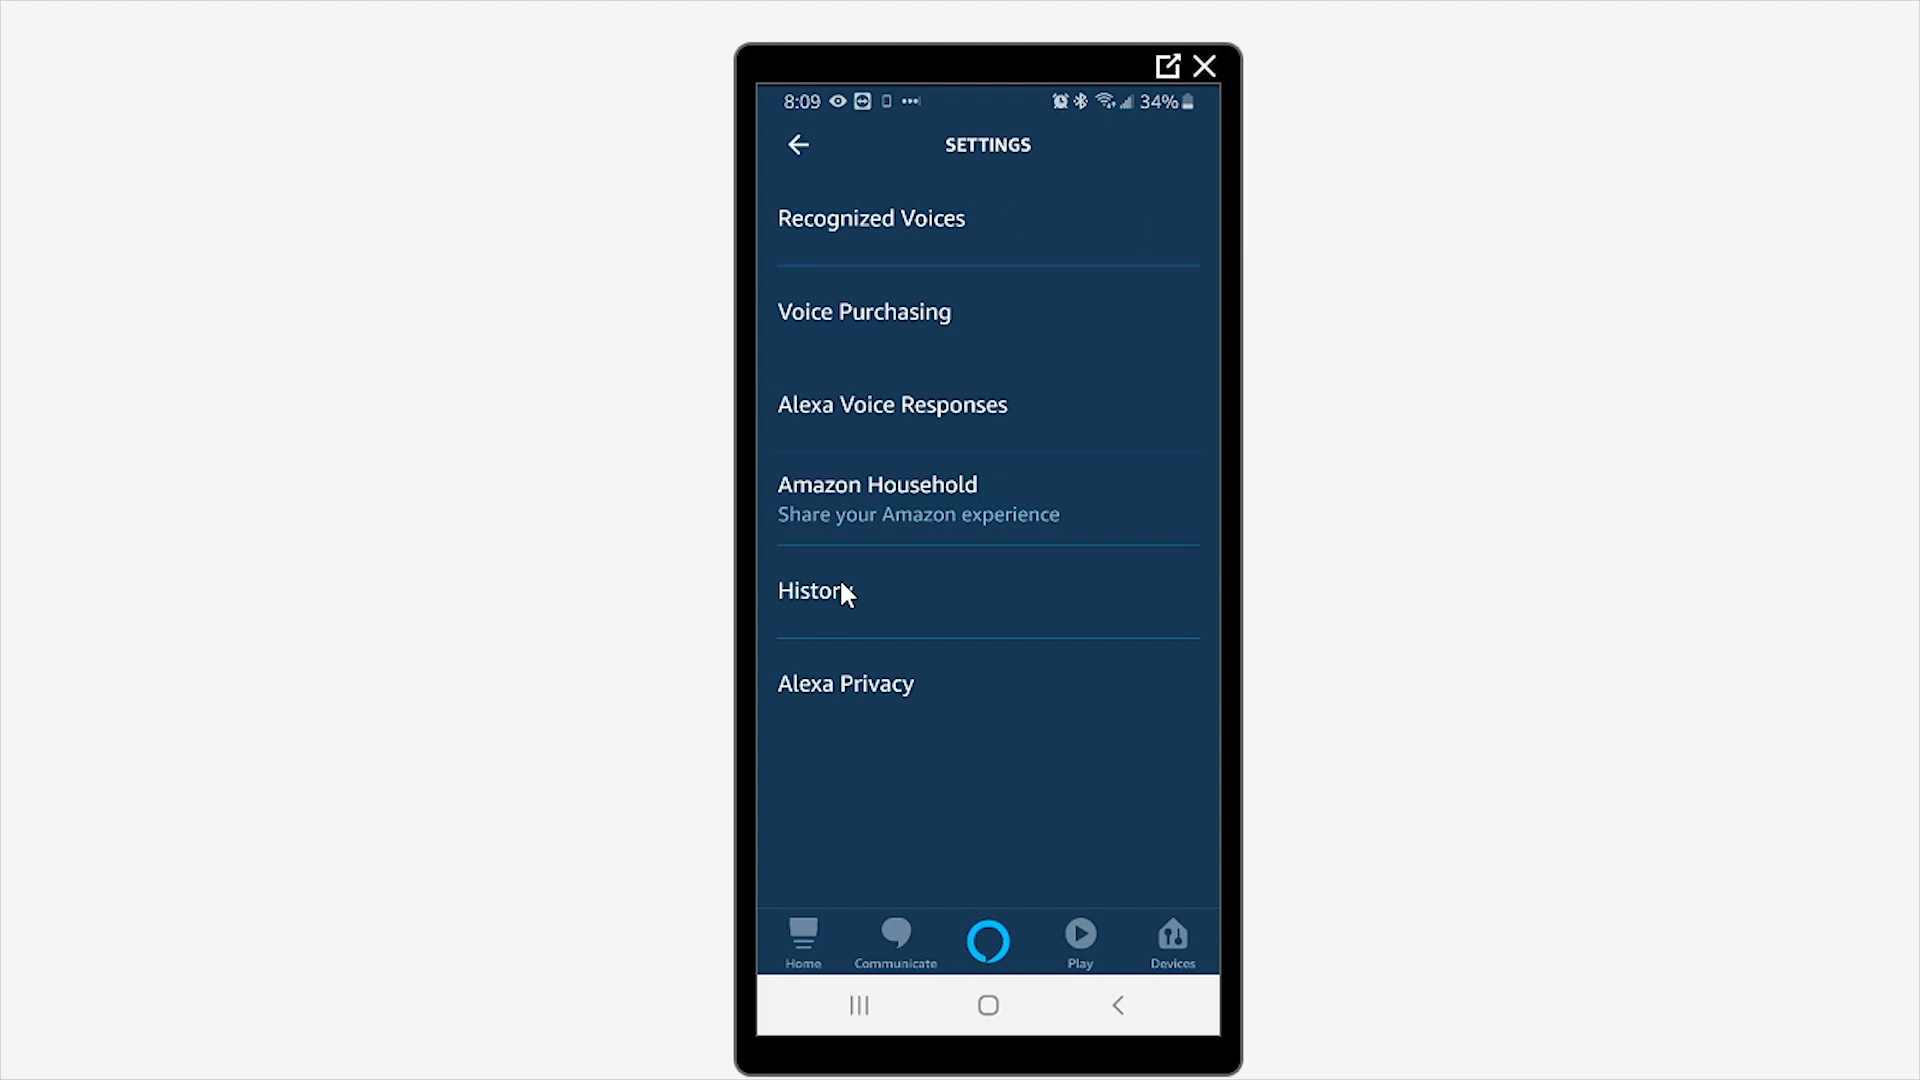 8:09 34%
SETTINGS
Recognized Voices
Voice Purchasing
Alexa Voice Responses
Amazon Household
Share your Amazon experience
History
Alexa Privacy
Home Communicate Play Devices